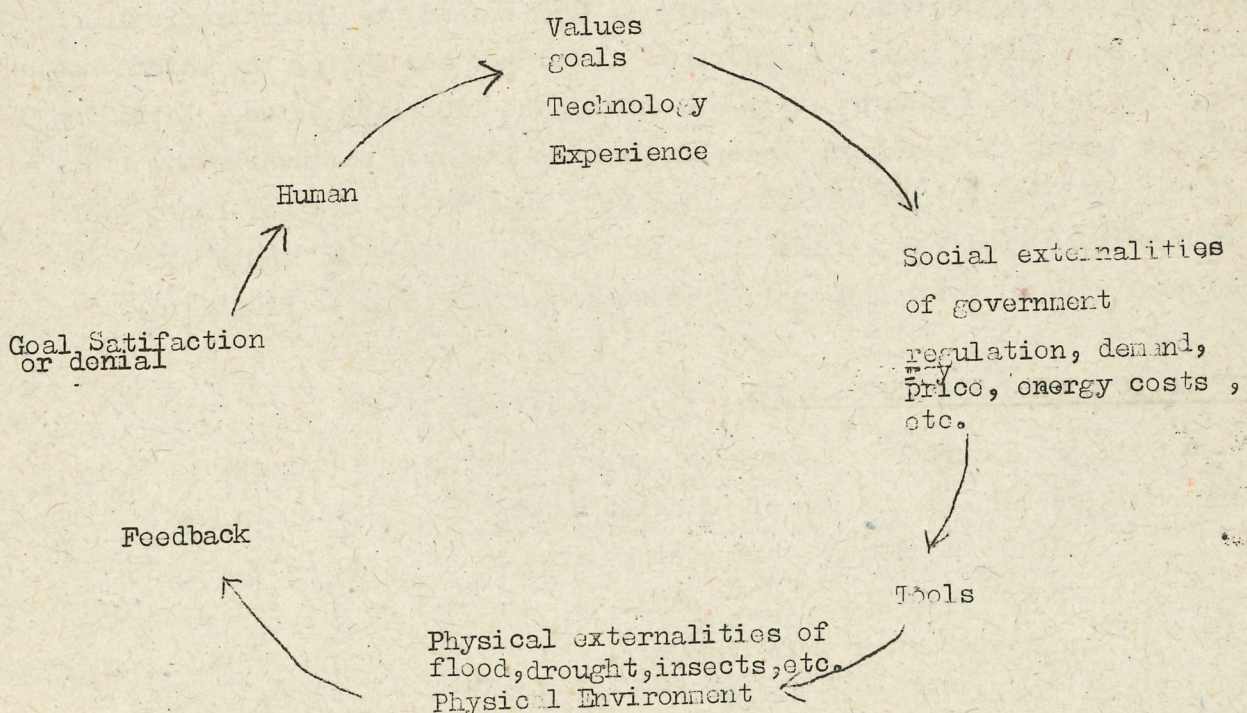 Values
goals
Technology
Experience
Human
Social externalities
of government
regulation, demand,
price, energy costs ,
etc.
Goal Satifaction
or denial
Feedback
Tools
Physical externalities of
flood,drought,insects,etc.
Physical Environment